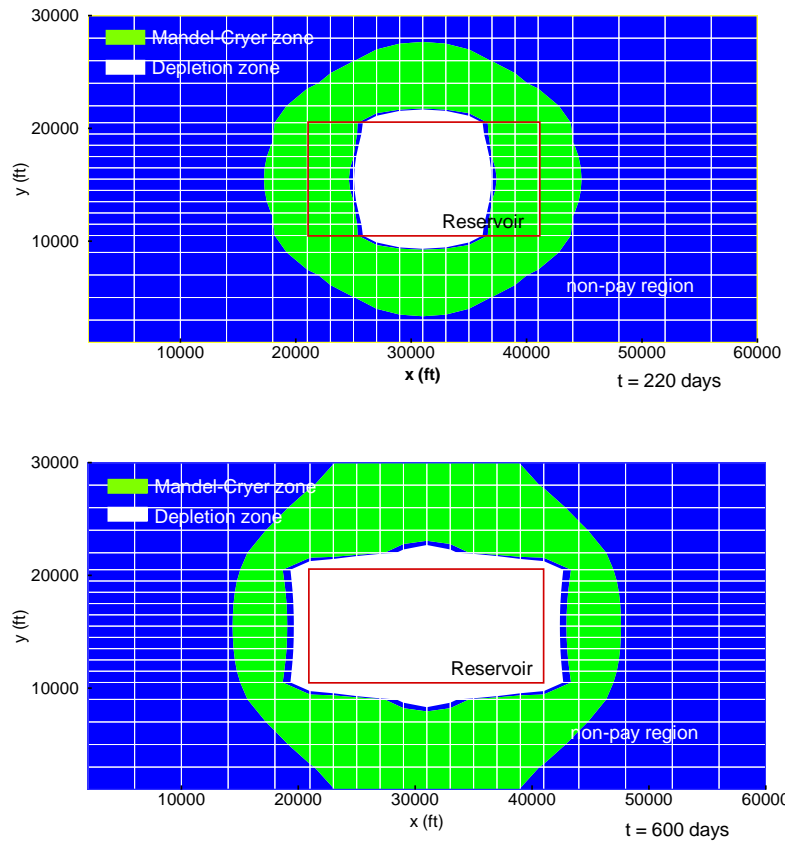 30000
Mandel-Cryer zone
Depletion zone
20000
y (ft)
Reservoir
10000
non-pay region
10000 20000 30000 40000 50000 60000
x (ft)
t = 220 days
30000
Mandel-Cryer zone
Depletion zone
20000
y (ft)
Reservoir
10000
non-pay region
10000 20000 30000 40000 50000 60000
x (ft)
t = 600 days